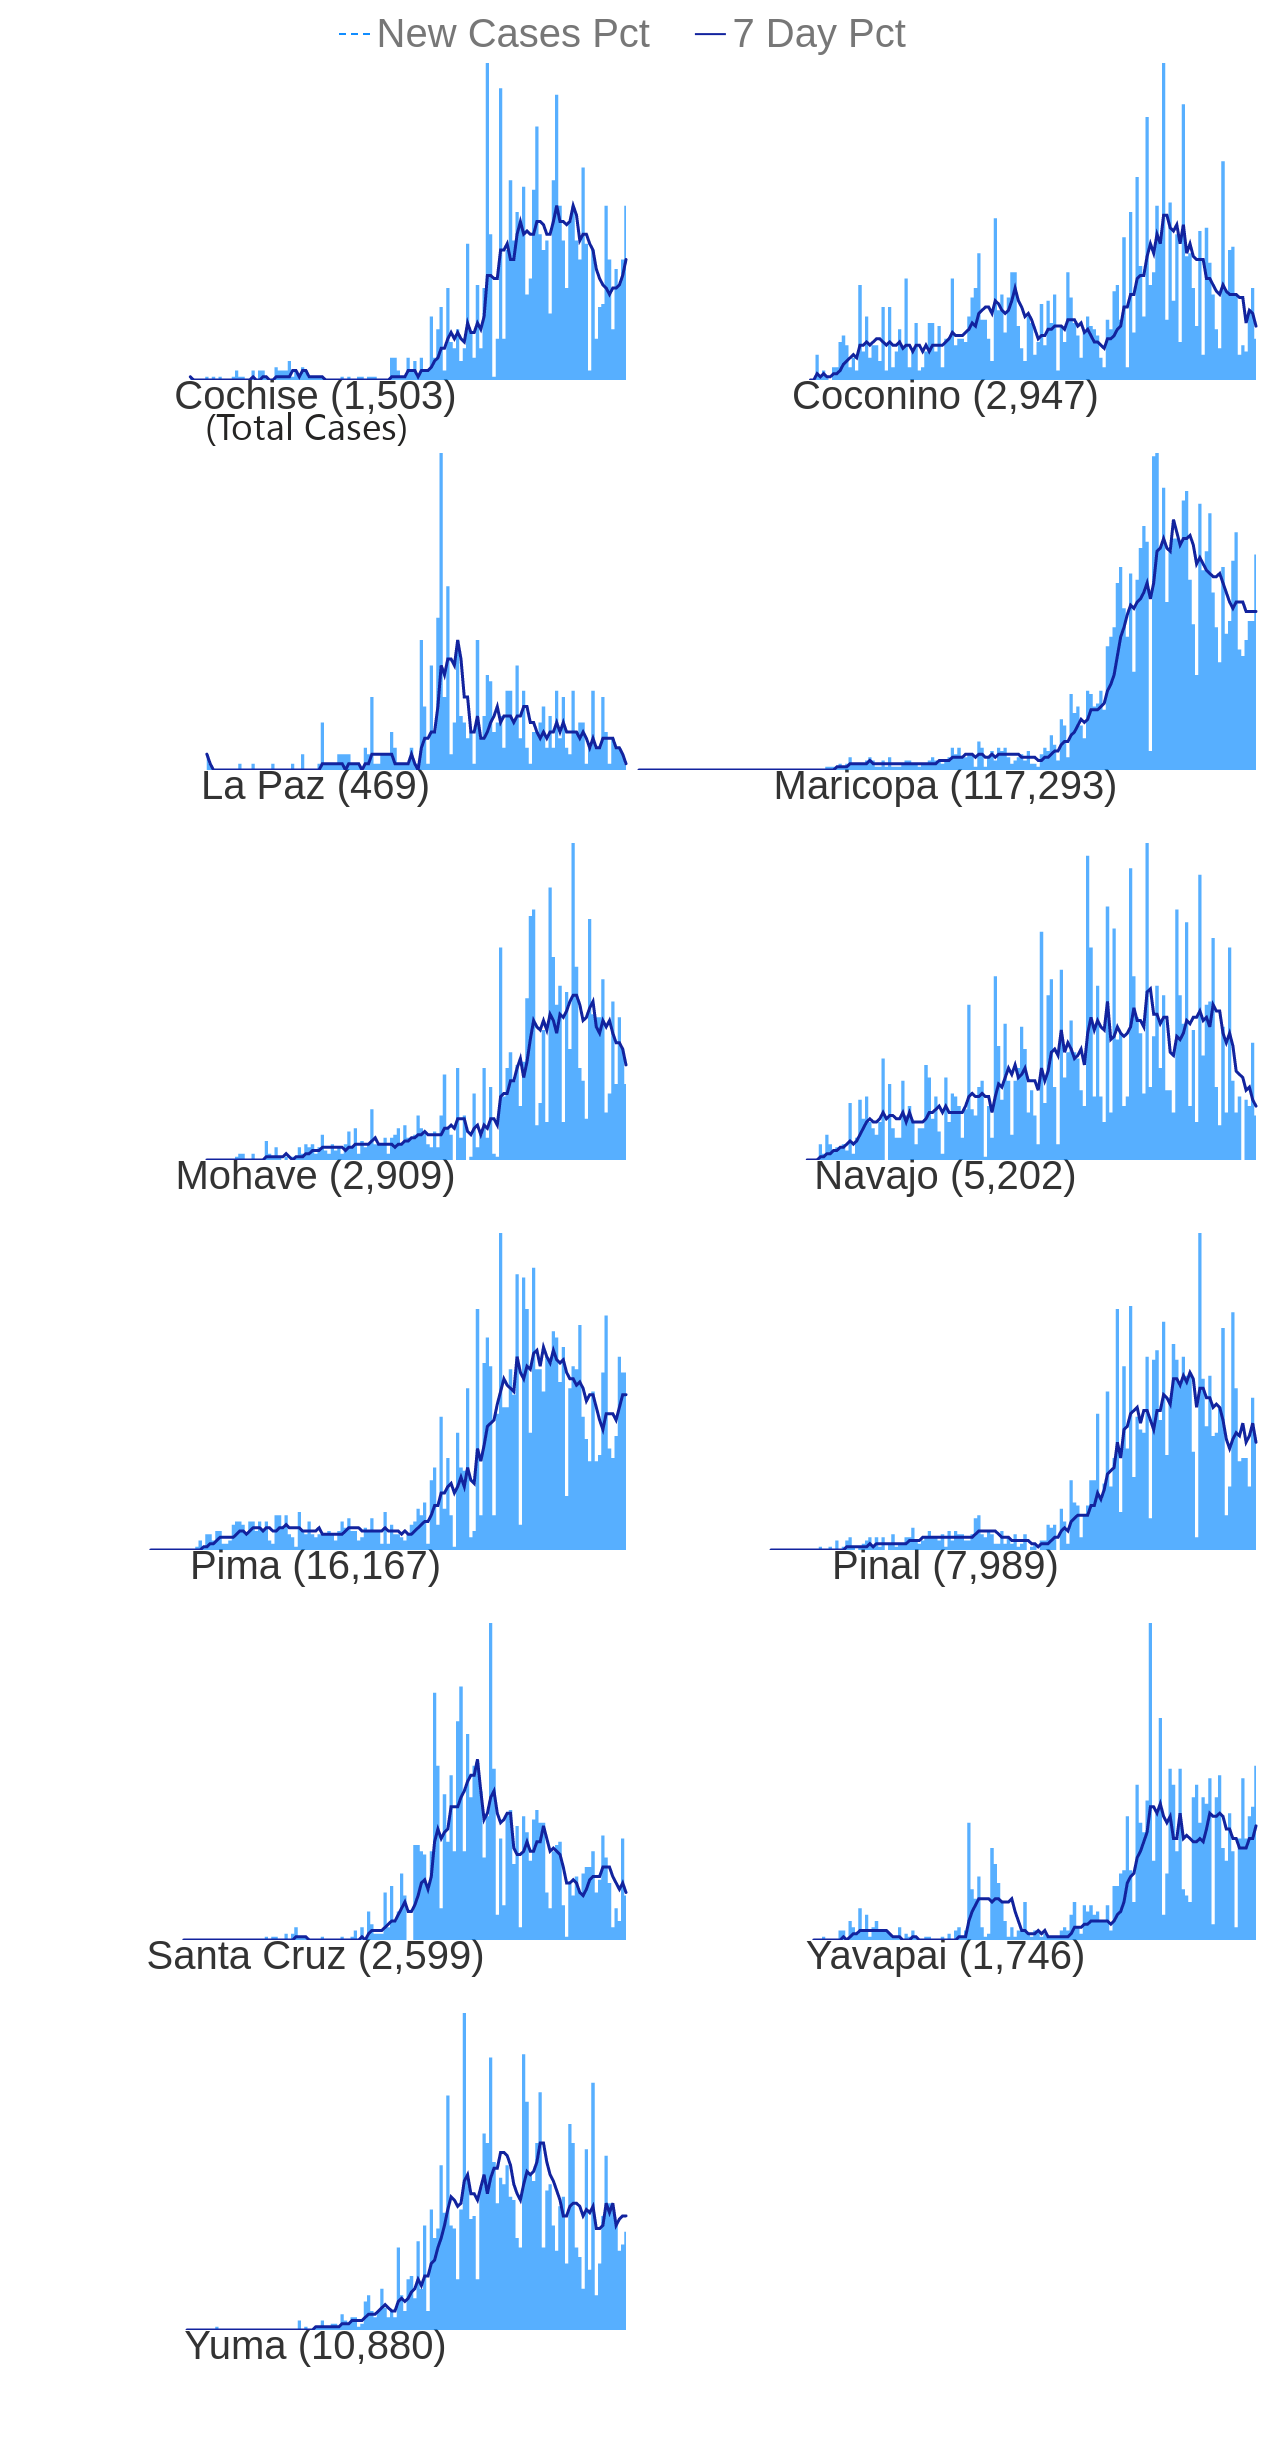 New Cases Pct 7 Day Pct
Cochise (1,503) Coconino (2,947)
(Total Cases)
La Paz (469) Maricopa (117,293)
Mohave (2,909) Navajo (5,202)
Pima (16,167) Pinal (7,989)
Santa Cruz (2,599) Yavapai (1,746)
Yuma (10,880)